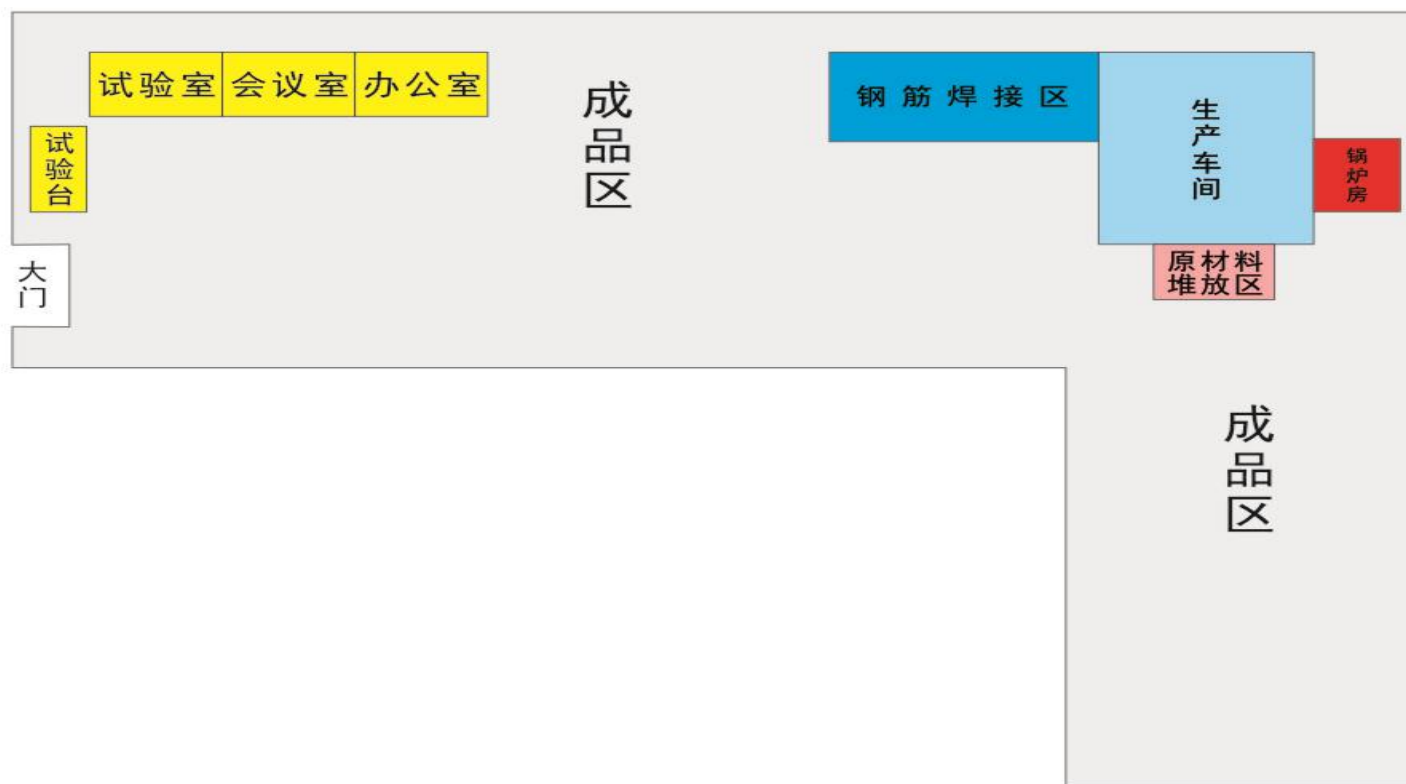 试验室
会议室
办公室
成品区
钢筋焊接区
生产车间
锅炉房
试验台
大门
原材料
堆放区
成品区